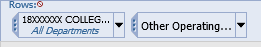 Rows:
18XXXXXX COLLEG...
All Departments
Other Operating...